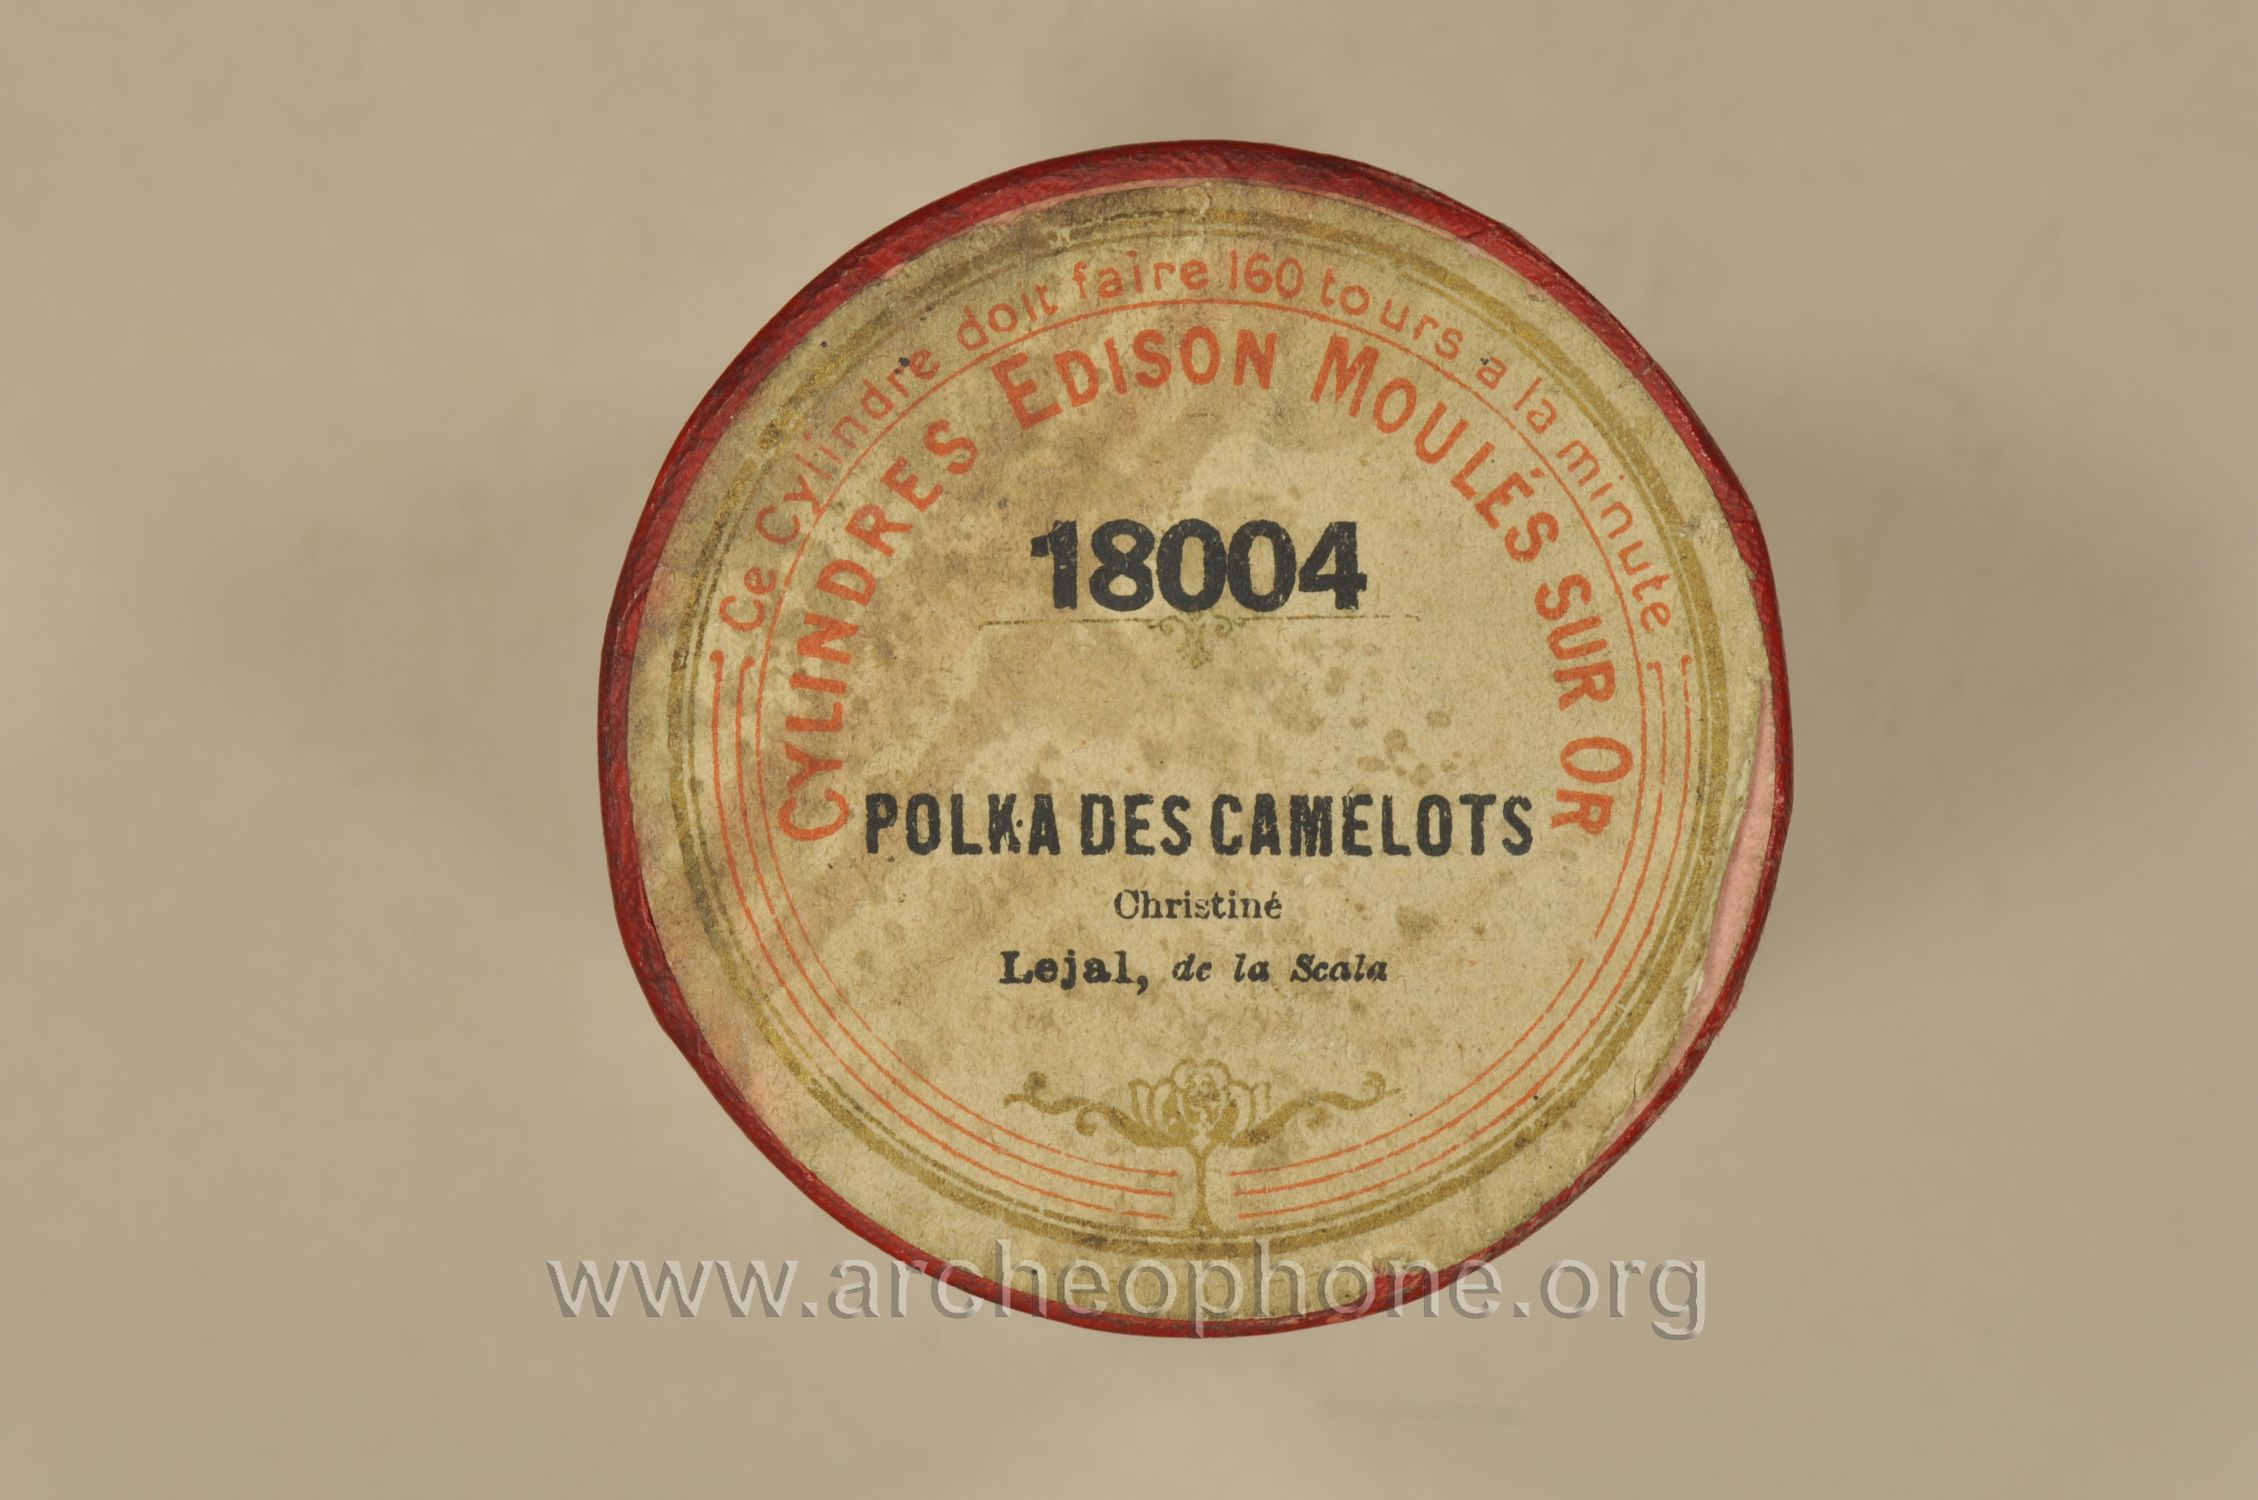 Ce Cylindre doit faire 160 tours a la minute
CYLINDRES EDISON MOULÉS SUR OR
18004
POLKA DES CAMELOTS
Christiné
Lejal, de la Scala
www.archeophone.org